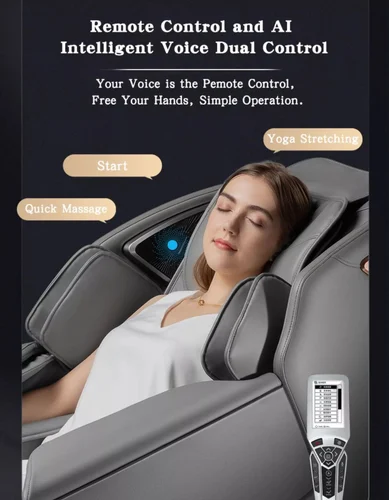 Remote Control and AI
Intelligent Voice Dual Control
Your Voice is the Pemote Control,
Free Your Hands, Simple Operation.
Yoga Stretching
Start
Quick Massage